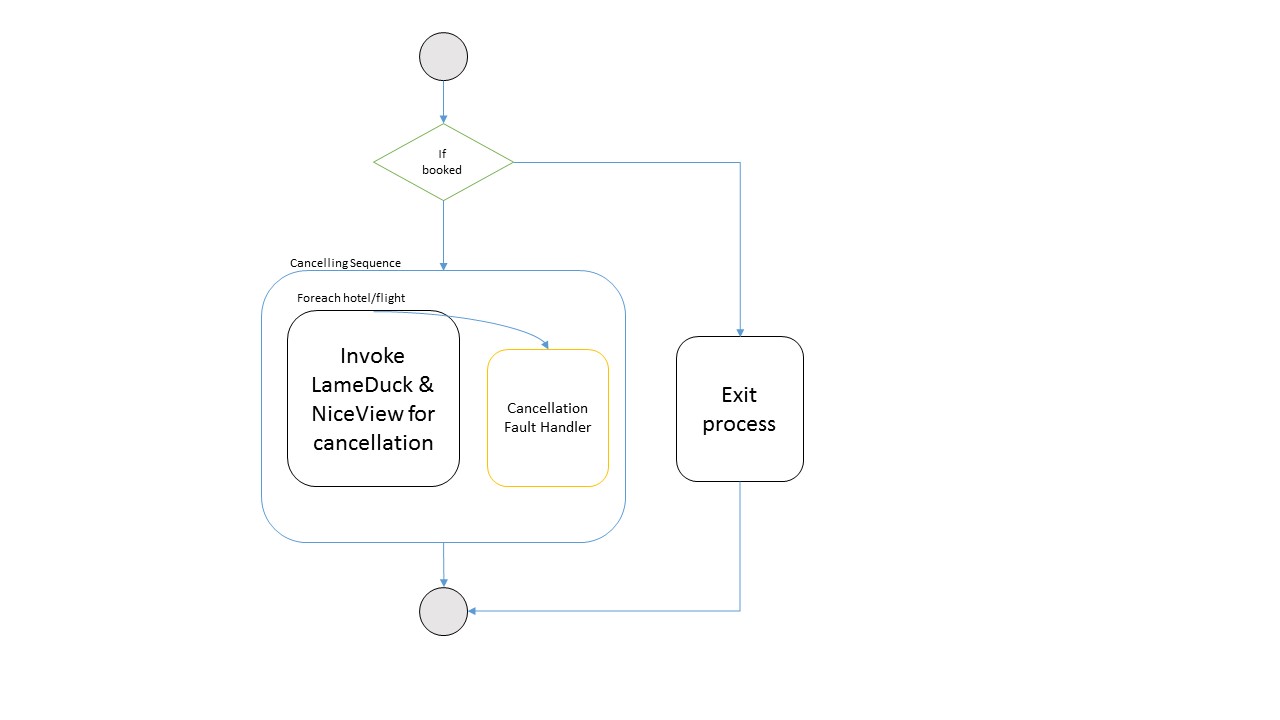 If
booked
Cancelling Sequence
Foreach hotel/flight
Invoke
LameDuck &
NiceView for
cancellation
Cancellation
Fault Handler
Exit
process